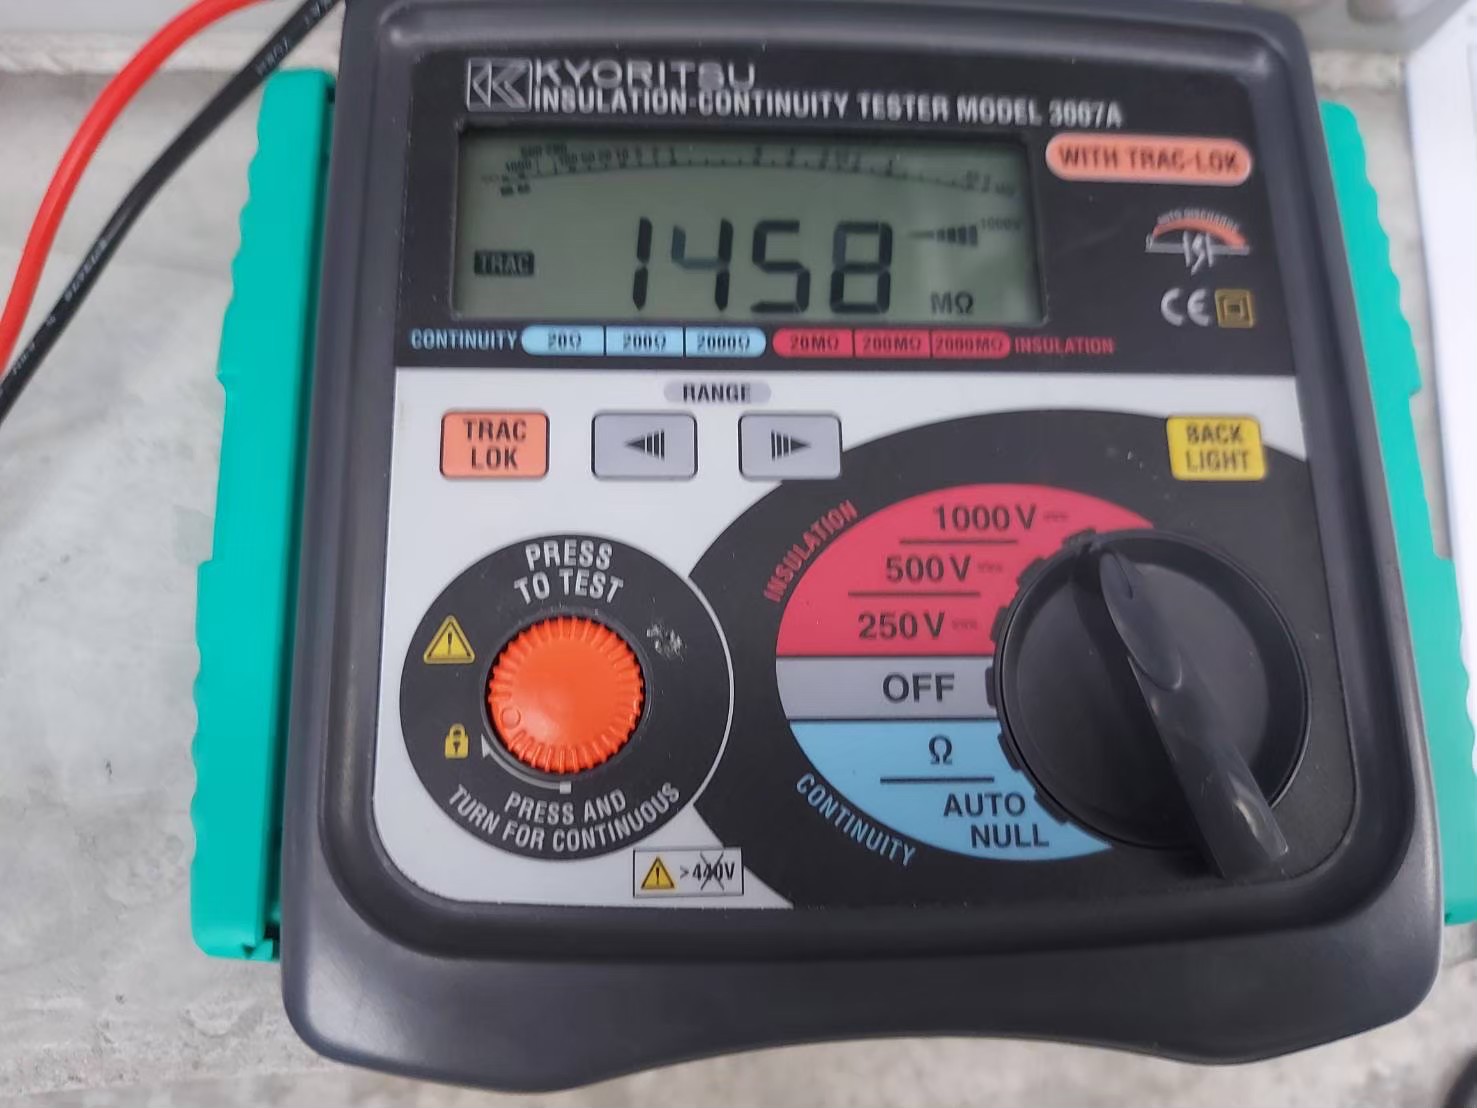 KYORITSU
INSULATION-CONTINUITY TESTER MODEL 3007A
WITH TRAC-LOK
AUTO DISCHARGE
1000V
TRAC
1458
MΩ
CE
CONTINUITY 20Ω 200Ω 2000Ω 20MΩ 200MΩ 2000MΩ INSULATION
RANGE
TRAC
LOK
BACK
LIGHT
INSULATION
1000V
500V
250V
OFF
Ω
AUTO
NULL
CONTINUITY
PRESS
TO TEST
PRESS AND
TURN FOR CONTINUOUS
>440V